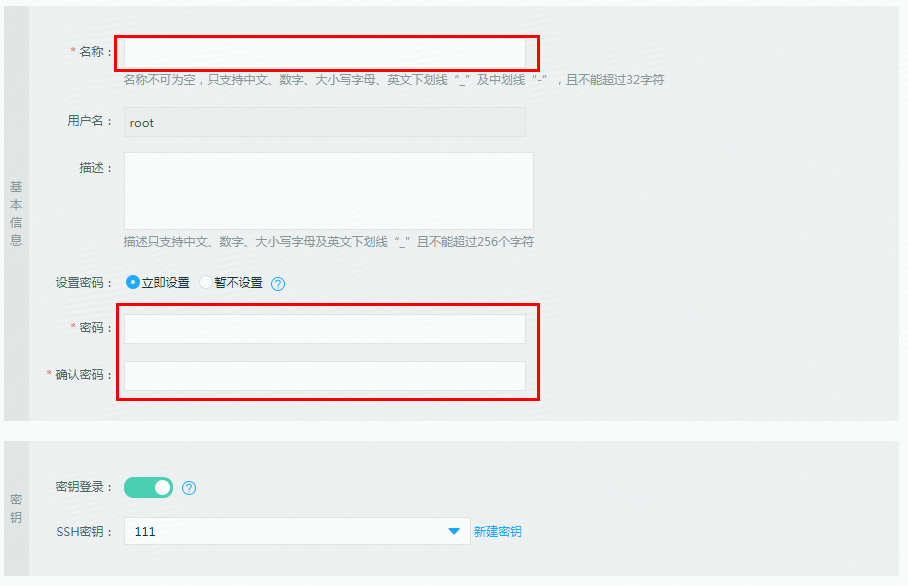 * 名称：
名称不可为空，只支持中文、数字、大小写字母、英文下划线“_”及中划线“-”，且不能超过32字符
用户名： root
描述：
描述只支持中文、数字、大小写字母及英文下划线“_”且不能超过256个字符
基本信息
设置密码： 立即设置 暂不设置 ?
* 密码：
* 确认密码：
密钥
密钥登录： ?
SSH密钥： 111 新建密钥